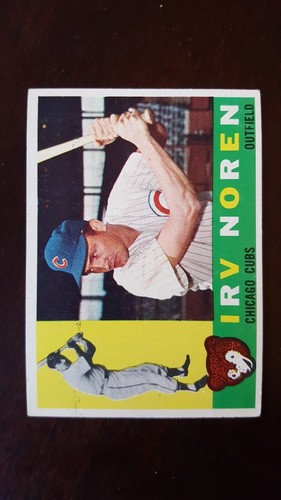 IRV NOREN
CHICAGO CUBS
OUTFIELD
C
C